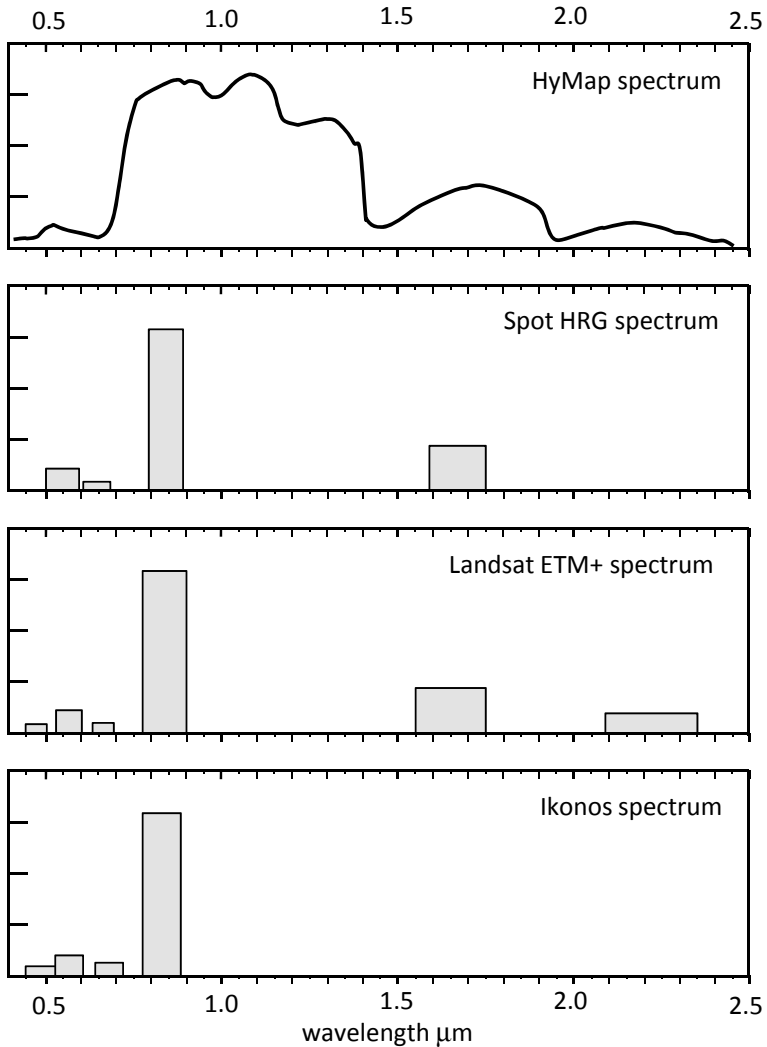 0.5 1.0 1.5 2.0 2.5
HyMap spectrum
Spot HRG spectrum
Landsat ETM+ spectrum
Ikonos spectrum
0.5 1.0 1.5 2.0 2.5
wavelength μm